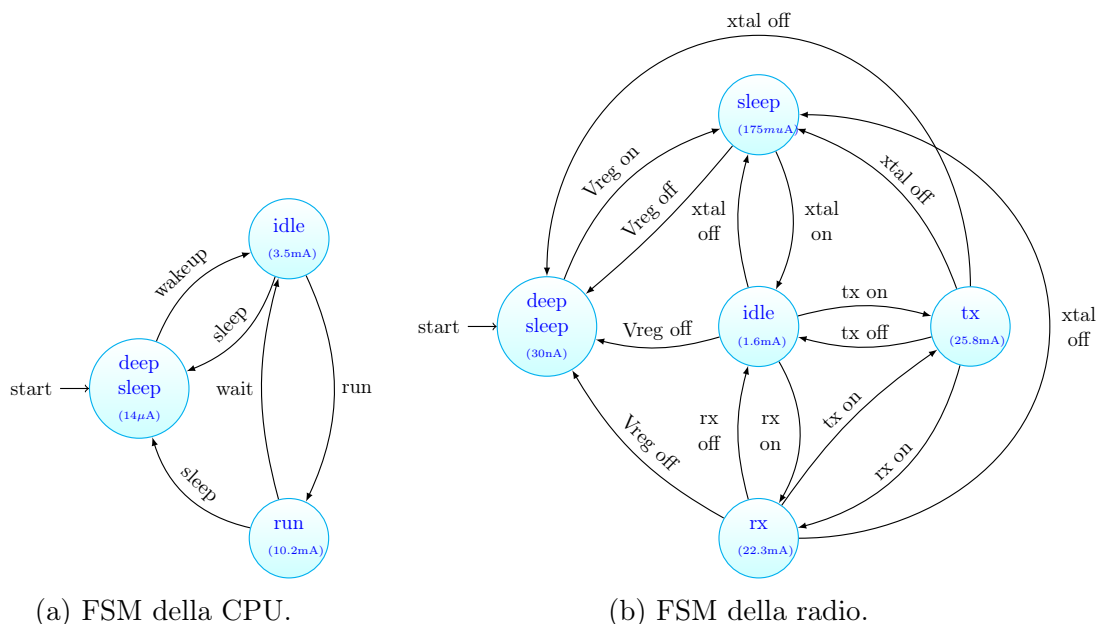 idle
(3.5mA)
wakeup
sleep
deep
sleep
(14μA)
start
wait
run
sleep
run
(10.2mA)
(a) FSM della CPU.
xtal off
sleep
(175muA)
Vreg on
Vreg off
xtal
off
xtal
on
xtal off
deep
sleep
(30nA)
start
Vreg off
idle
(1.6mA)
tx on
tx off
tx
(25.8mA)
xtal
off
Vreg off
rx
off
rx
on
tx on
rx on
rx
(22.3mA)
(b) FSM della radio.